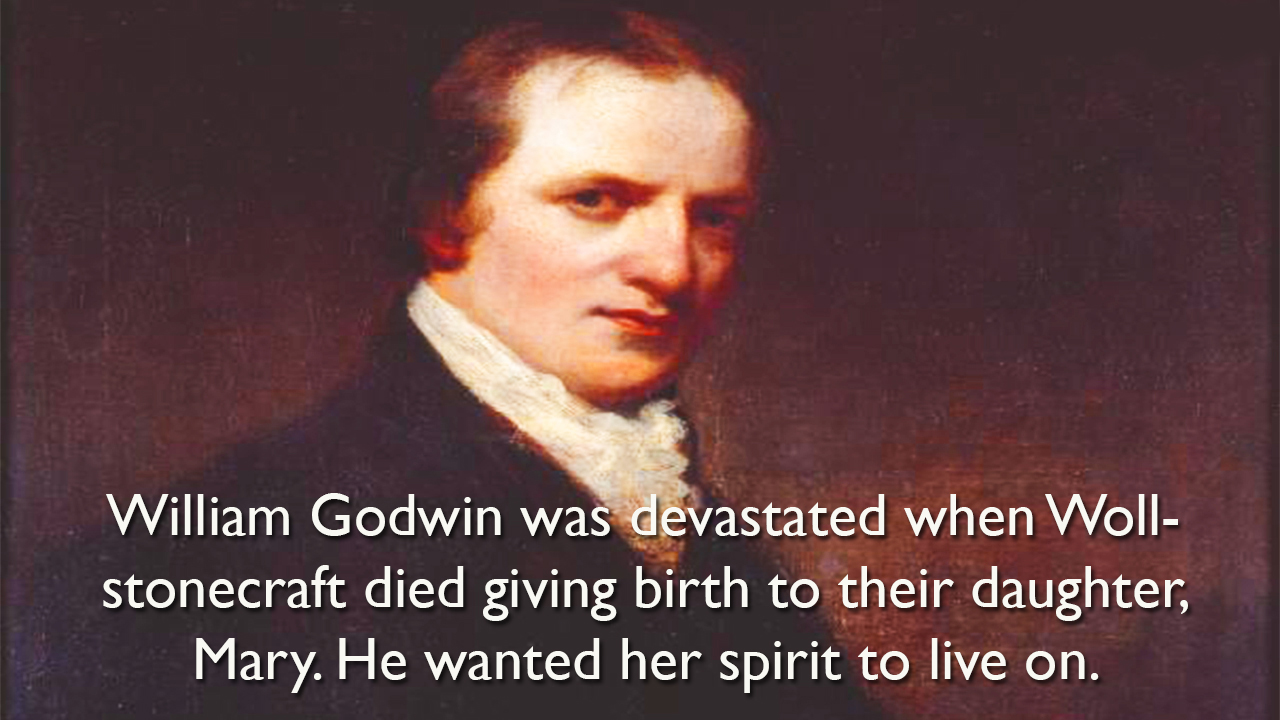 William Godwin was devastated when Woll-
stonecraft died giving birth to their daughter,
Mary. He wanted her spirit to live on.